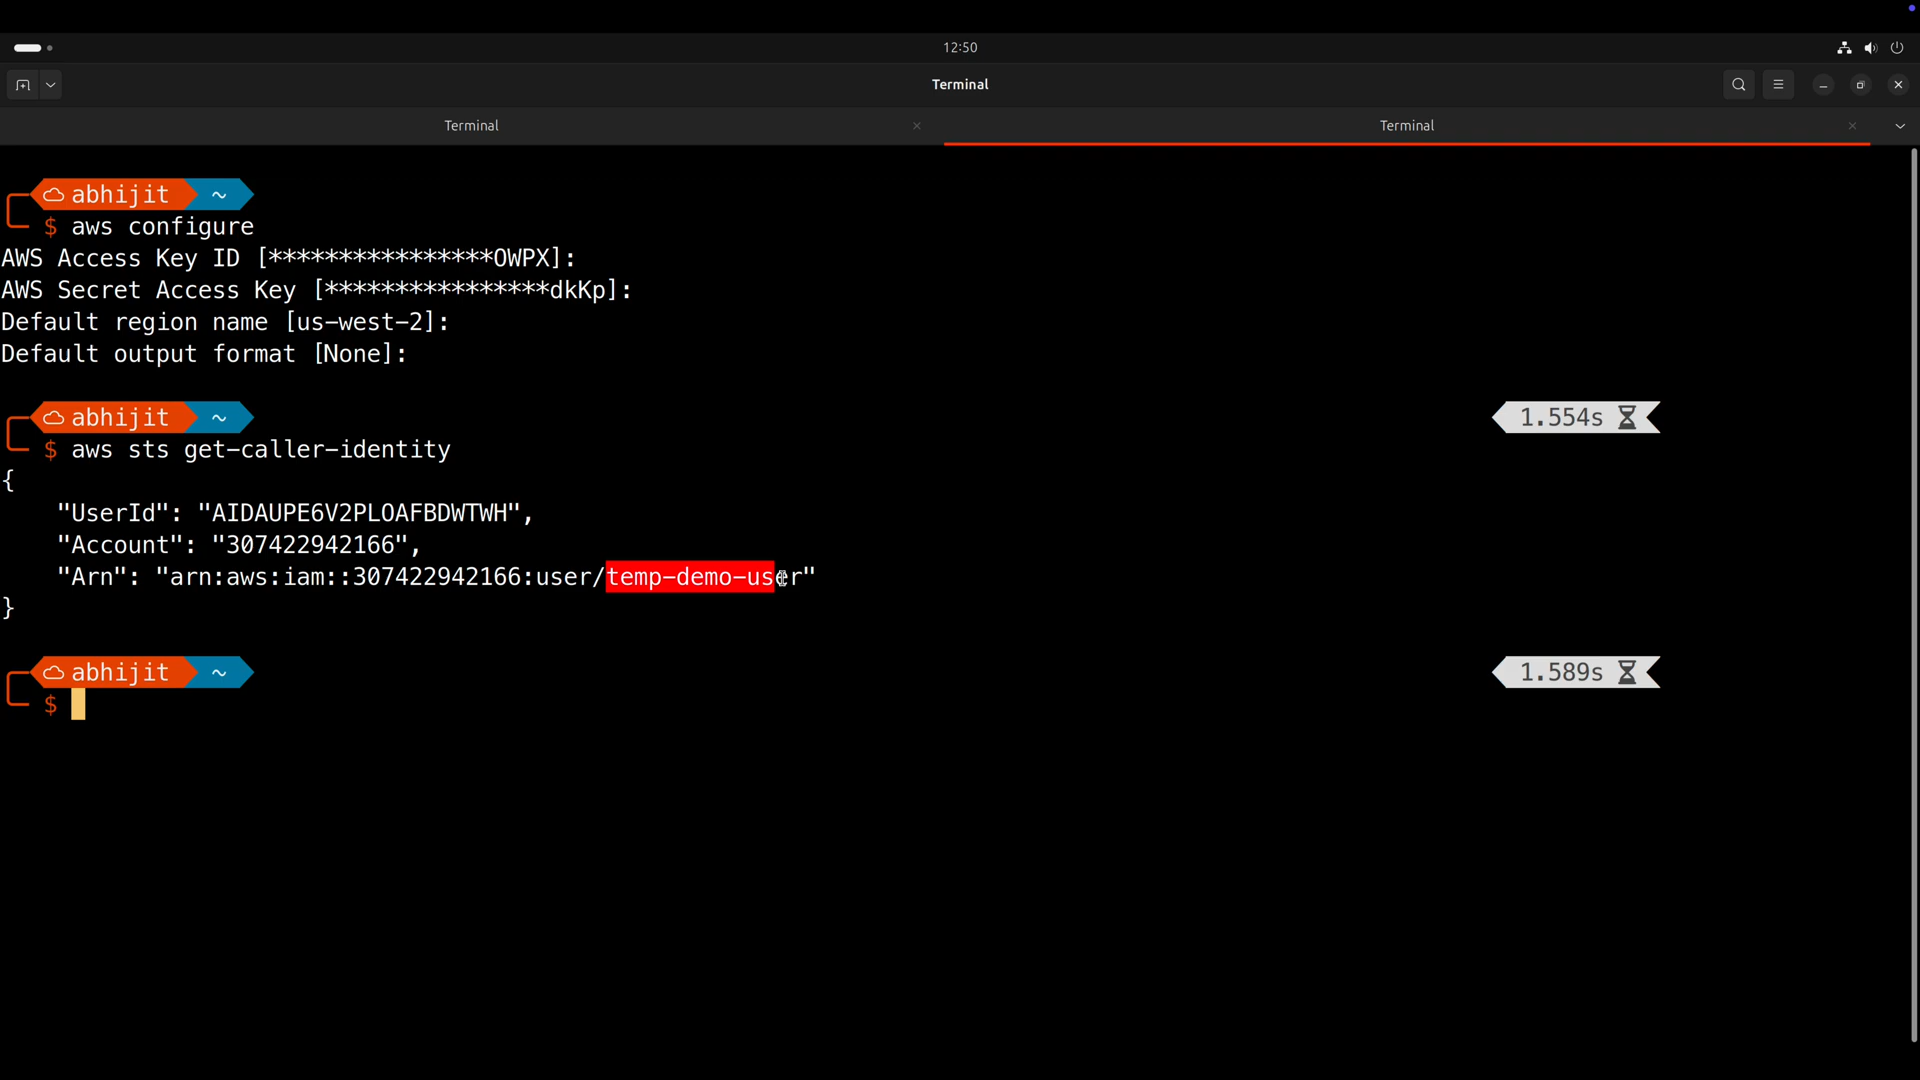 12:50
Terminal
Terminal
Terminal
abhijit ~
$ aws configure
AWS Access Key ID [****************OWPX]:
AWS Secret Access Key [****************dkKp]:
Default region name [us-west-2]:
Default output format [None]:
abhijit ~ 1.554s
$ aws sts get-caller-identity
{
"UserId": "AIDAUPE6V2PLOAFBDWTWH",
"Account": "307422942166",
"Arn": "arn:aws:iam::307422942166:user/temp-demo-user"
}
abhijit ~ 1.589s
$